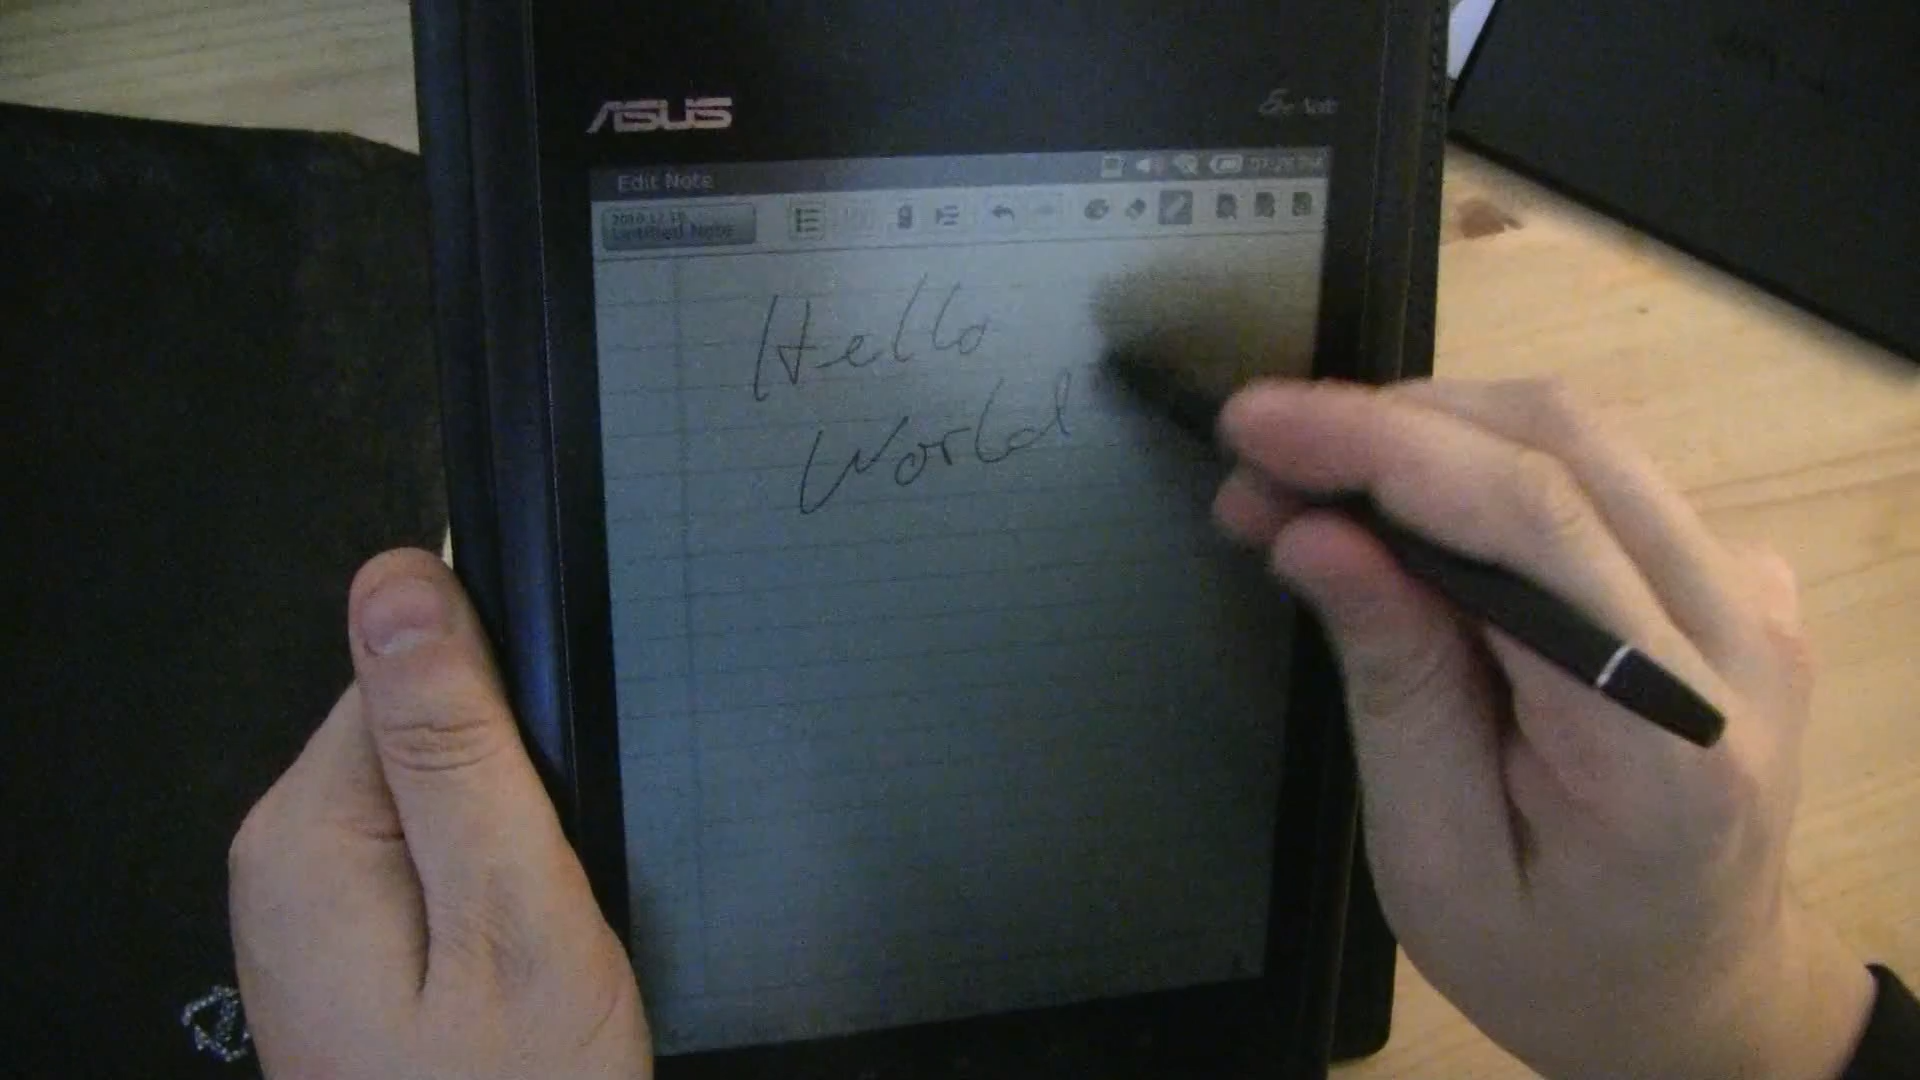 ASUS
Edit Note
Untitled Note
Hello
World